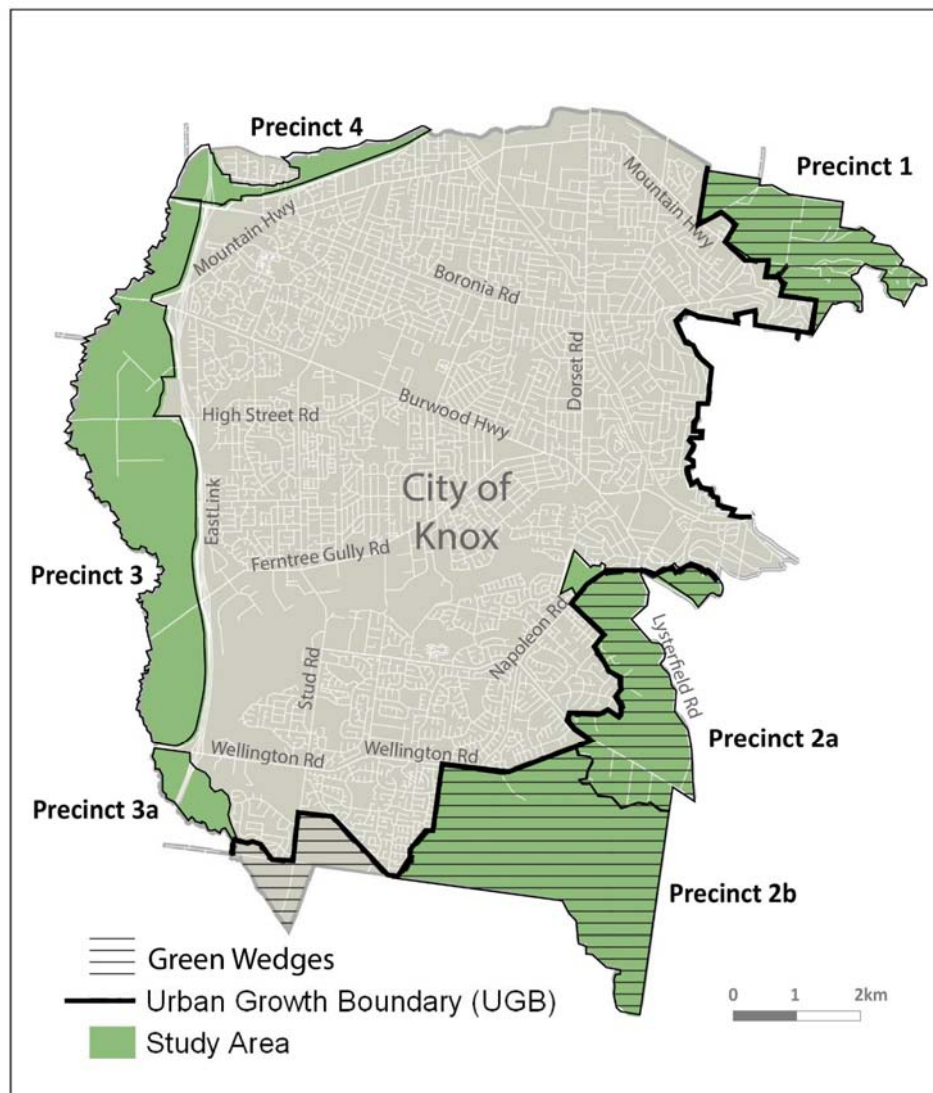 Precinct 4
Precinct 1
Mountain Hwy
Mountain Hwy
Boronia Rd
Dorset Rd
High Street Rd
Burwood Hwy
City of
Knox
EastLink
Ferntree Gully Rd
Precinct 3
Napoleon Rd
Lysterfield Rd
Stud Rd
Precinct 2a
Wellington Rd
Wellington Rd
Precinct 3a
Precinct 2b
Green Wedges
Urban Growth Boundary (UGB)
Study Area
0 1 2km